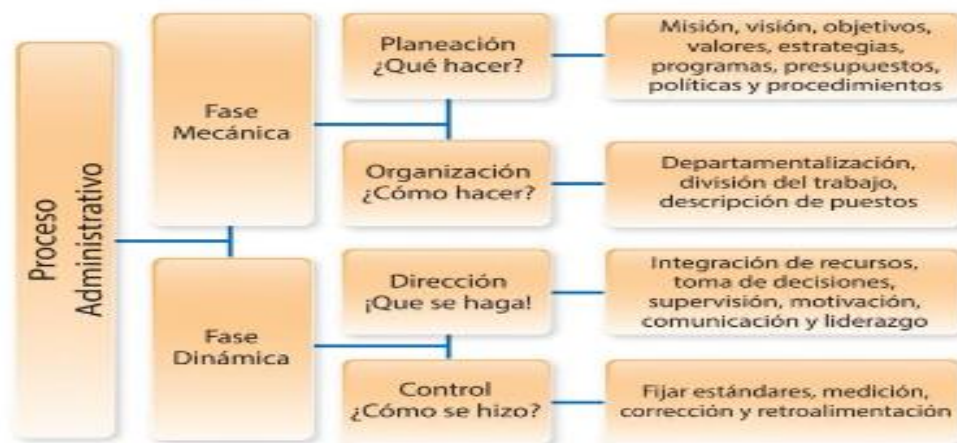 Proceso
Administrativo
Fase
Mecánica
Planeación
¿Qué hacer?
Misión, visión, objetivos,
valores, estrategias,
programas, presupuestos,
políticas y procedimientos
Organización
¿Cómo hacer?
Departamentalización,
división del trabajo,
descripción de puestos
Fase
Dinámica
Dirección
¡Que se haga!
Integración de recursos,
toma de decisiones,
supervisión, motivación,
comunicación y liderazgo
Control
¿Cómo se hizo?
Fijar estándares, medición,
corrección y retroalimentación